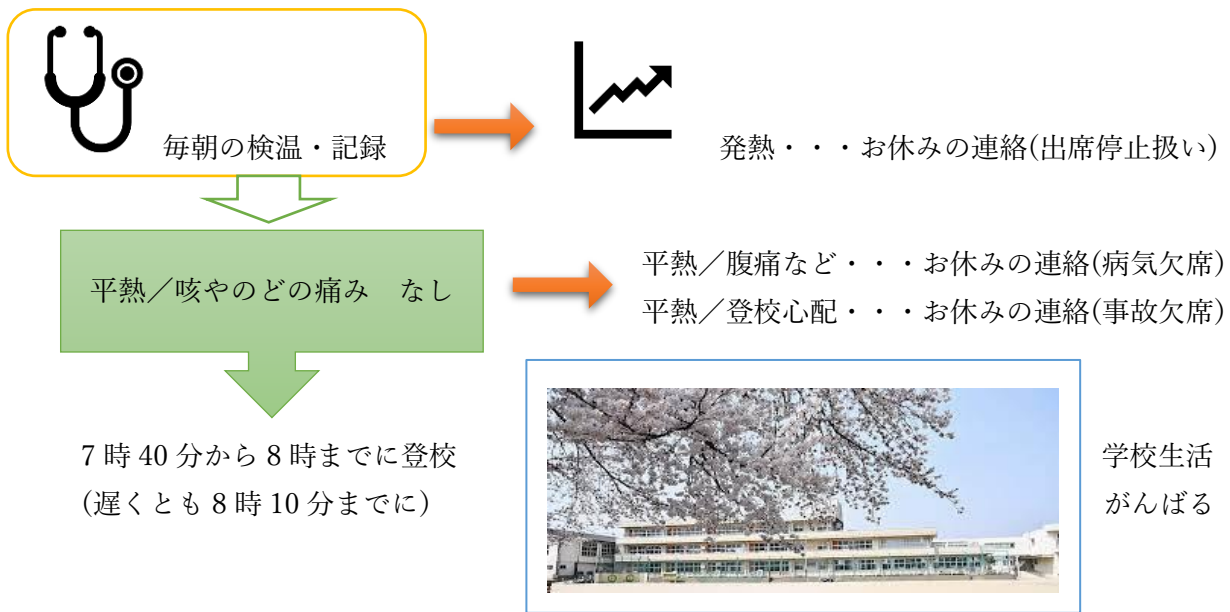 毎朝の検温・記録
発熱・・・お休みの連絡(出席停止扱い)
平熱／咳やのどの痛み　なし
平熱／腹痛など・・・お休みの連絡(病気欠席)
平熱／登校心配・・・お休みの連絡(事故欠席)
7時40分から8時までに登校
(遅くとも8時10分までに)
学校生活
がんばる